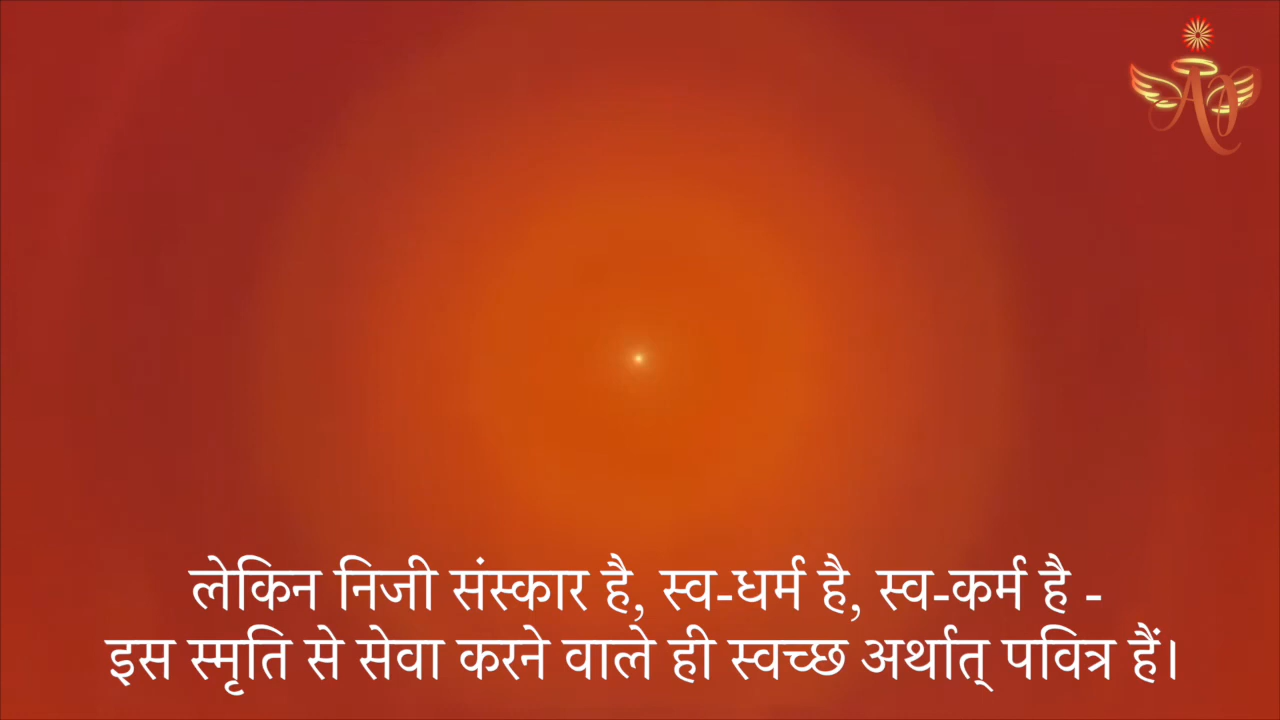 लेकिन निजी संस्कार है, स्व-धर्म है, स्व-कर्म है -
इस स्मृति से सेवा करने वाले ही स्वच्छ अर्थात् पवित्र हैं।